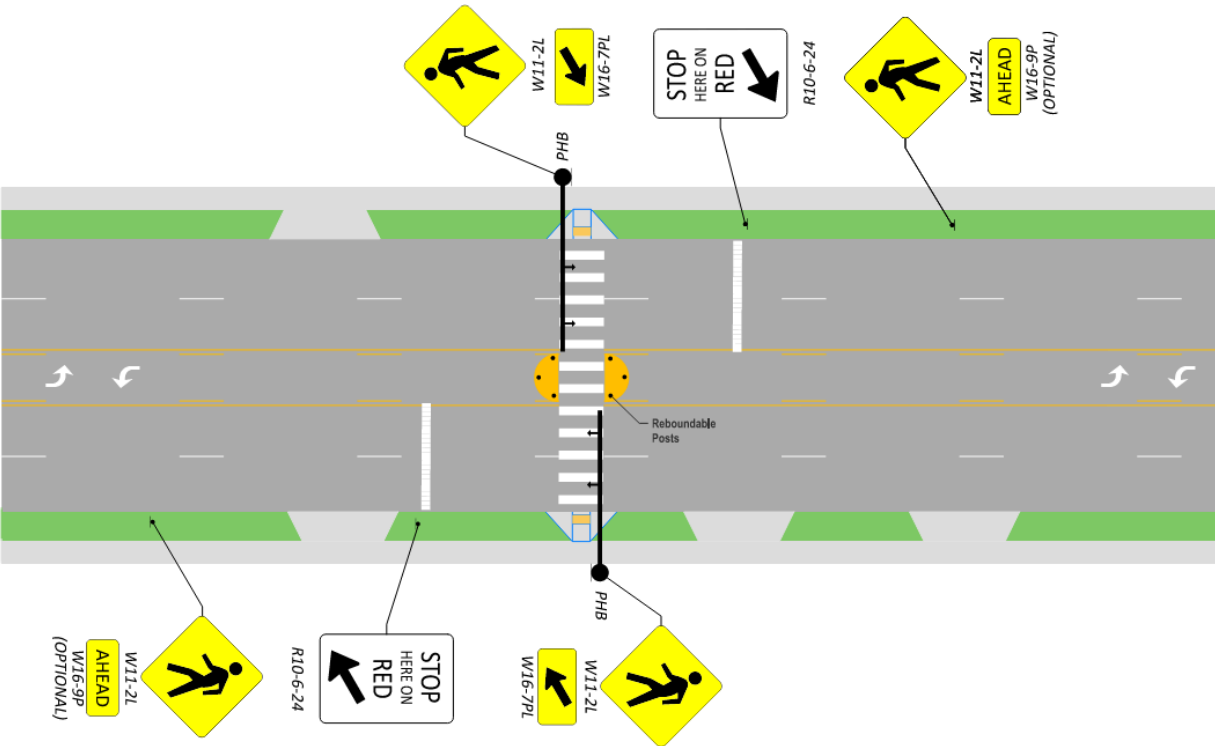 W11-2L
W16-7PL
PHB
STOP
HERE ON
RED
R10-6-24
W11-2L
AHEAD
W16-9P
(OPTIONAL)
Reboundable
Posts
W11-2L
AHEAD
W16-9P
(OPTIONAL)
STOP
HERE ON
RED
R10-6-24
PHB
W11-2L
W16-7PL